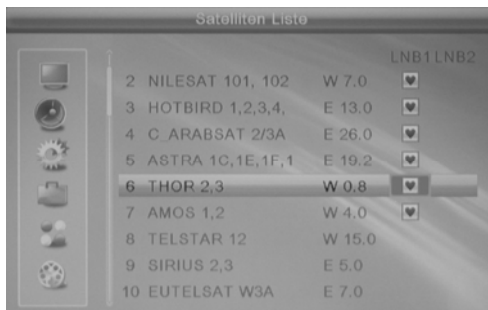 Satelliten Liste
LNB1 LNB2
2 NILESAT 101, 102 W 7.0
3 HOTBIRD 1,2,3,4, E 13.0
4 C_ARABSAT 2/3A E 26.0
5 ASTRA 1C,1E,1F,1 E 19.2
6 THOR 2,3 W 0.8
7 AMOS 1,2 W 4.0
8 TELSTAR 12 W 15.0
9 SIRIUS 2,3 E 5.0
10 EUTELSAT W3A E 7.0